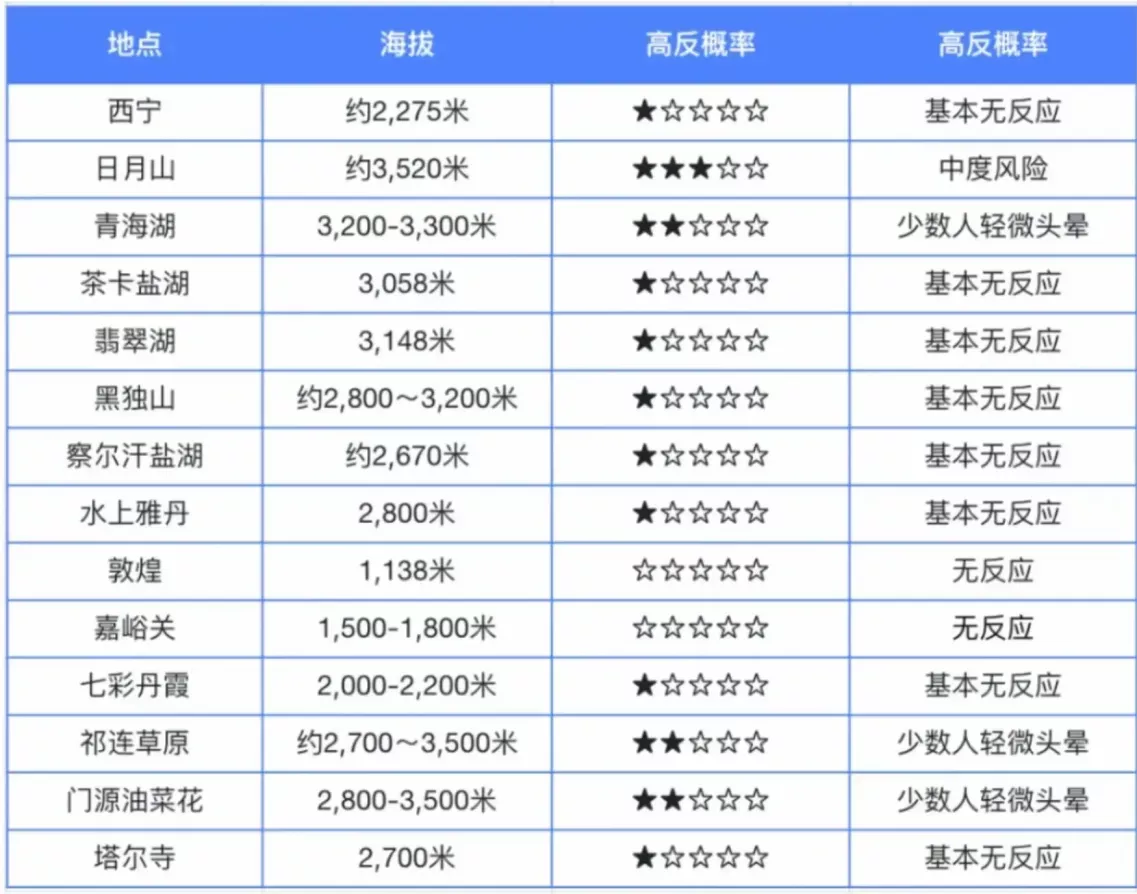 地点 海拔 高反概率 高反概率
西宁 约2,275米 ★☆☆☆☆ 基本无反应
日月山 约3,520米 ★★★☆☆ 中度风险
青海湖 3,200-3,300米 ★★☆☆☆ 少数人轻微头晕
茶卡盐湖 3,058米 ★☆☆☆☆ 基本无反应
翡翠湖 3,148米 ★☆☆☆☆ 基本无反应
黑独山 约2,800～3,200米 ★☆☆☆☆ 基本无反应
察尔汗盐湖 约2,670米 ★☆☆☆☆ 基本无反应
水上雅丹 2,800米 ★☆☆☆☆ 基本无反应
敦煌 1,138米 ☆☆☆☆☆ 无反应
嘉峪关 1,500-1,800米 ☆☆☆☆☆ 无反应
七彩丹霞 2,000-2,200米 ★☆☆☆☆ 基本无反应
祁连草原 约2,700～3,500米 ★★☆☆☆ 少数人轻微头晕
门源油菜花 2,800-3,500米 ★★☆☆☆ 少数人轻微头晕
塔尔寺 2,700米 ★☆☆☆☆ 基本无反应